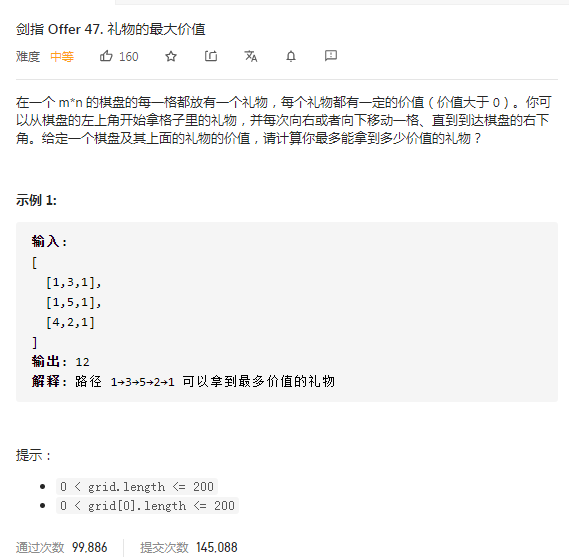 剑指 Offer 47. 礼物的最大价值
难度 中等 160
在一个 m*n 的棋盘的每一格都放有一个礼物，每个礼物都有一定的价值（价值大于 0）。你可
以从棋盘的左上角开始拿格子里的礼物，并每次向右或者向下移动一格、直到到达棋盘的右下
角。给定一个棋盘及其上面的礼物的价值，请计算你最多能拿到多少价值的礼物？
示例 1:
输入:
[
[1,3,1],
[1,5,1],
[4,2,1]
]
输出: 12
解释: 路径 1→3→5→2→1 可以拿到最多价值的礼物
提示：
0 < grid.length <= 200
0 < grid[0].length <= 200
通过次数 99,886 提交次数 145,088